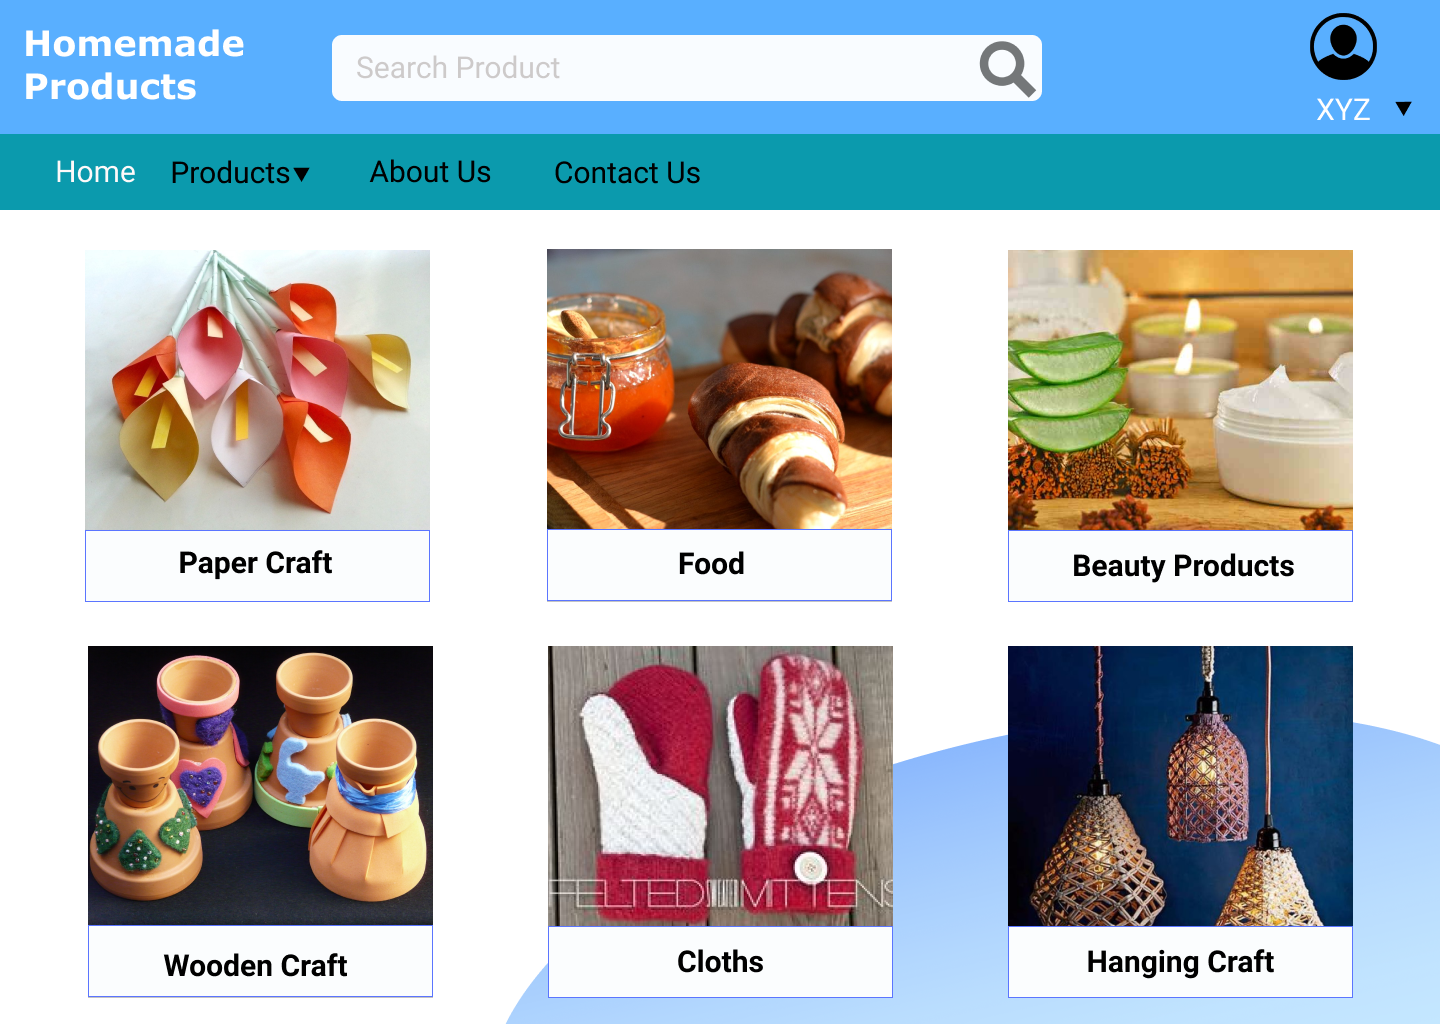 Homemade
Products
Search Product
XYZ
Home Products About Us Contact Us
Paper Craft
Food
Beauty Products
FELTED MITTENS
Wooden Craft
Cloths
Hanging Craft